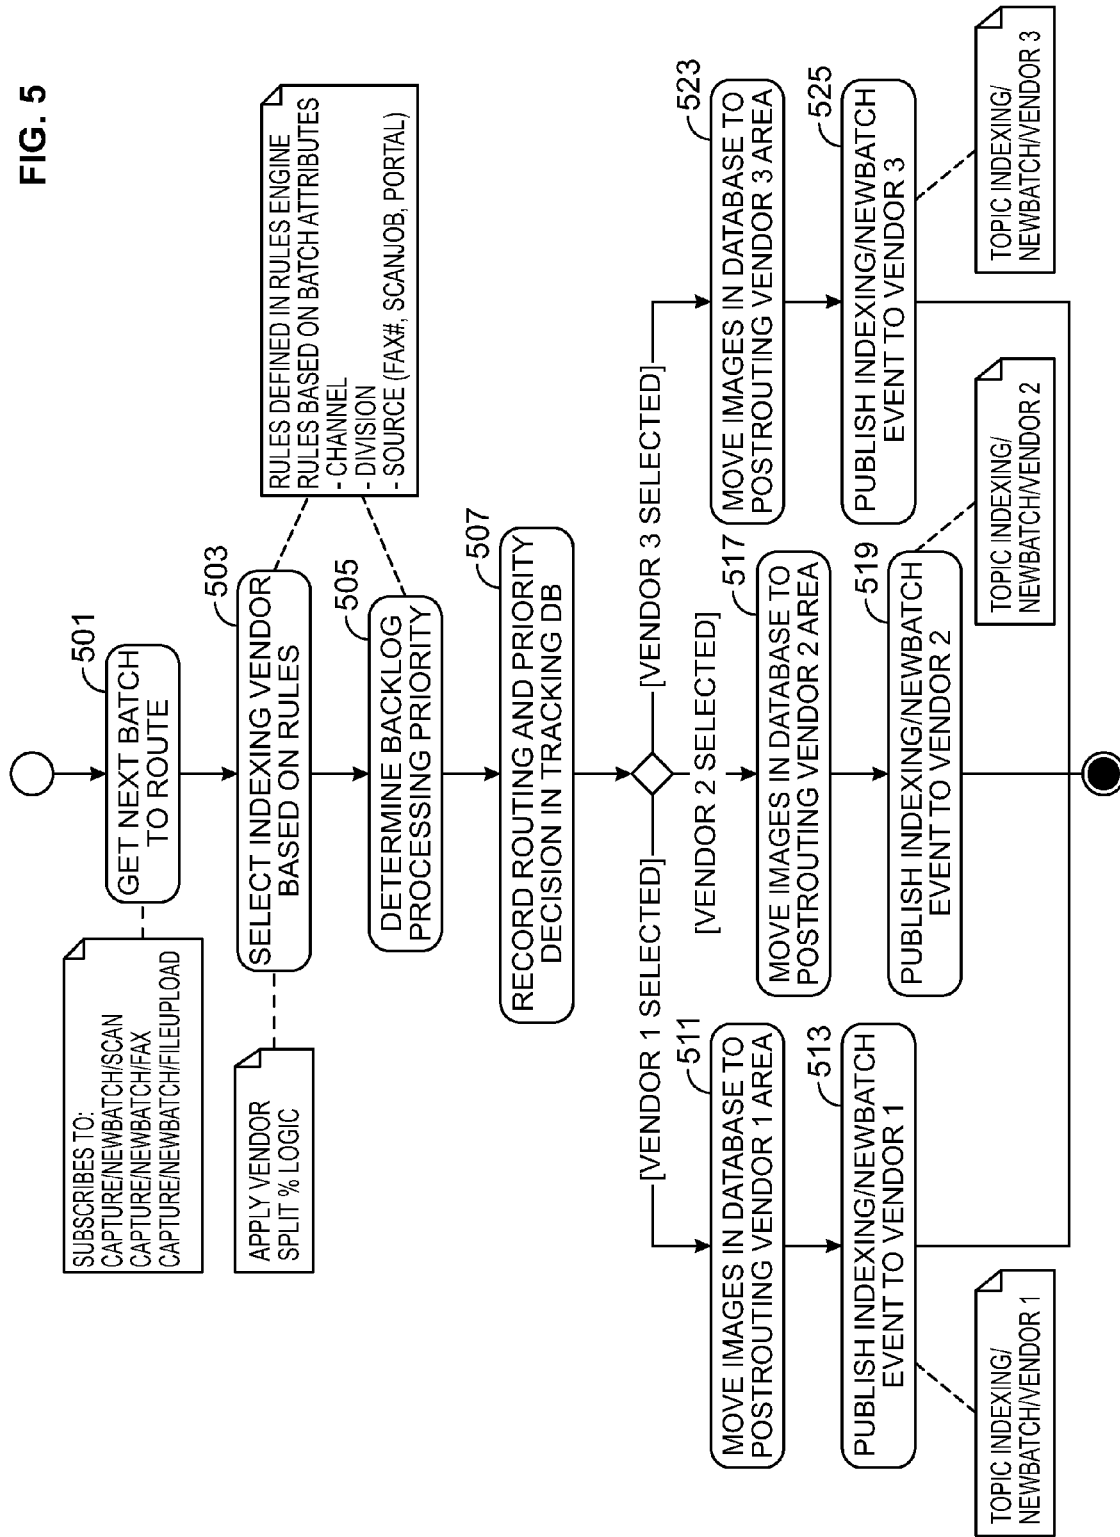 FIG. 5
501
GET NEXT BATCH
TO ROUTE
SUBSCRIBES TO:
CAPTURE/NEWBATCH/SCAN
CAPTURE/NEWBATCH/FAX
CAPTURE/NEWBATCH/FILEUPLOAD
503
SELECT INDEXING VENDOR
BASED ON RULES
APPLY VENDOR
SPLIT % LOGIC
RULES DEFINED IN RULES ENGINE
RULES BASED ON BATCH ATTRIBUTES
- CHANNEL
- DIVISION
- SOURCE (FAX#, SCANJOB, PORTAL)
505
DETERMINE BACKLOG
PROCESSING PRIORITY
507
RECORD ROUTING AND PRIORITY
DECISION IN TRACKING DB
[VENDOR 1 SELECTED]
[VENDOR 2 SELECTED]
[VENDOR 3 SELECTED]
511
MOVE IMAGES IN DATABASE TO
POSTROUTING VENDOR 1 AREA
513
PUBLISH INDEXING/NEWBATCH
EVENT TO VENDOR 1
TOPIC INDEXING/
NEWBATCH/VENDOR 1
517
MOVE IMAGES IN DATABASE TO
POSTROUTING VENDOR 2 AREA
519
PUBLISH INDEXING/NEWBATCH
EVENT TO VENDOR 2
TOPIC INDEXING/
NEWBATCH/VENDOR 2
523
MOVE IMAGES IN DATABASE TO
POSTROUTING VENDOR 3 AREA
525
PUBLISH INDEXING/NEWBATCH
EVENT TO VENDOR 3
TOPIC INDEXING/
NEWBATCH/VENDOR 3